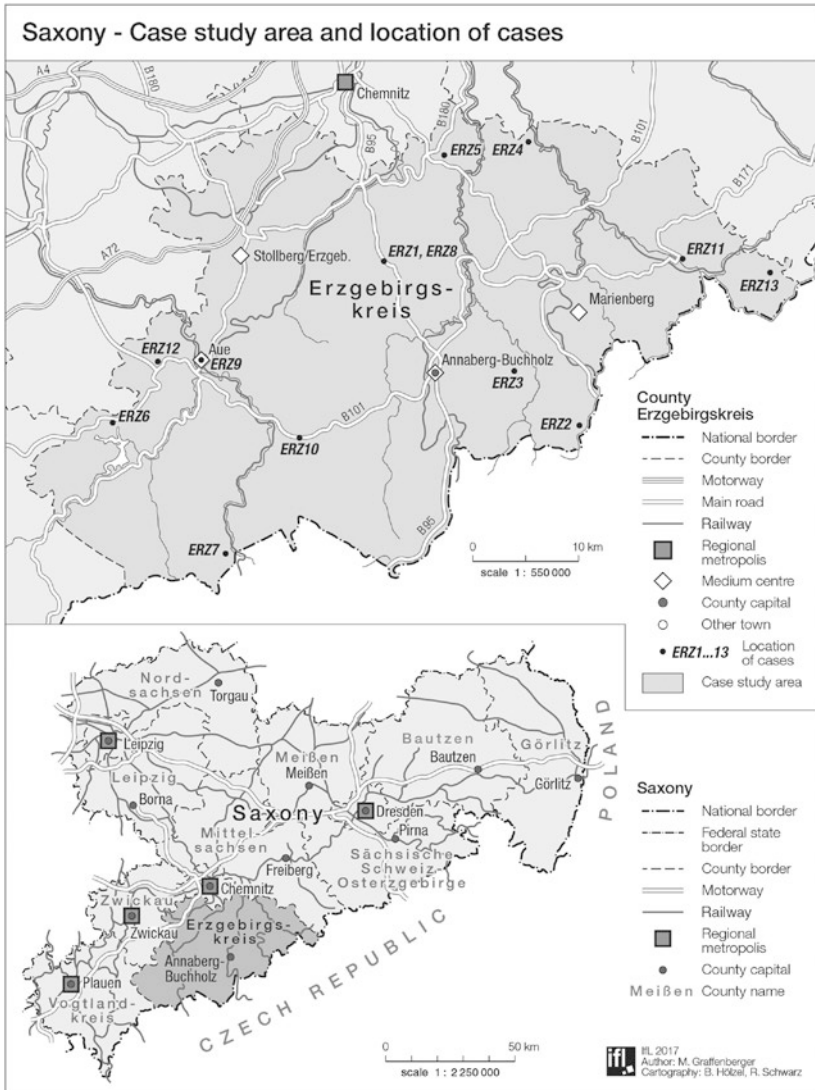 Saxony - Case study area and location of cases
A4
B180
Chemnitz
B95
B180
B101
B171
ERZ5
ERZ4
A72
Stollberg/Erzgeb.
ERZ1, ERZ8
ERZ11
ERZ13
Erzgebirgs-
kreis
Marienberg
ERZ12
Aue
ERZ9
Annaberg-Buchholz
ERZ3
ERZ6
B101
ERZ10
ERZ2
B95
ERZ7
0
10 km
scale 1 : 550 000
County
Erzgebirgskreis
National border
County border
Motorway
Main road
Railway
Regional
metropolis
Medium centre
County capital
Other town
ERZ1...13 Location
of cases
Case study area
Nord-
sachsen
Torgau
Leipzig
Leipzig
Borna
Meißen
Meißen
Bautzen
Bautzen
Görlitz
Görlitz
POLAND
Saxony
Dresden
Pirna
Mittel-
sachsen
Freiberg
Sächsische
Schweiz-
Osterzgebirge
Chemnitz
Zwickau
Zwickau
Erzgebirgs-
kreis
Annaberg-
Buchholz
Plauen
Vogtland-
kreis
CZECH REPUBLIC
0
50 km
scale 1 : 2 250 000
Saxony
National border
Federal state
border
County border
Motorway
Railway
Regional
metropolis
County capital
Meißen County name
ifl
IfL 2017
Author: M. Graffenberger
Cartography: B. Hölzel, R. Schwarz